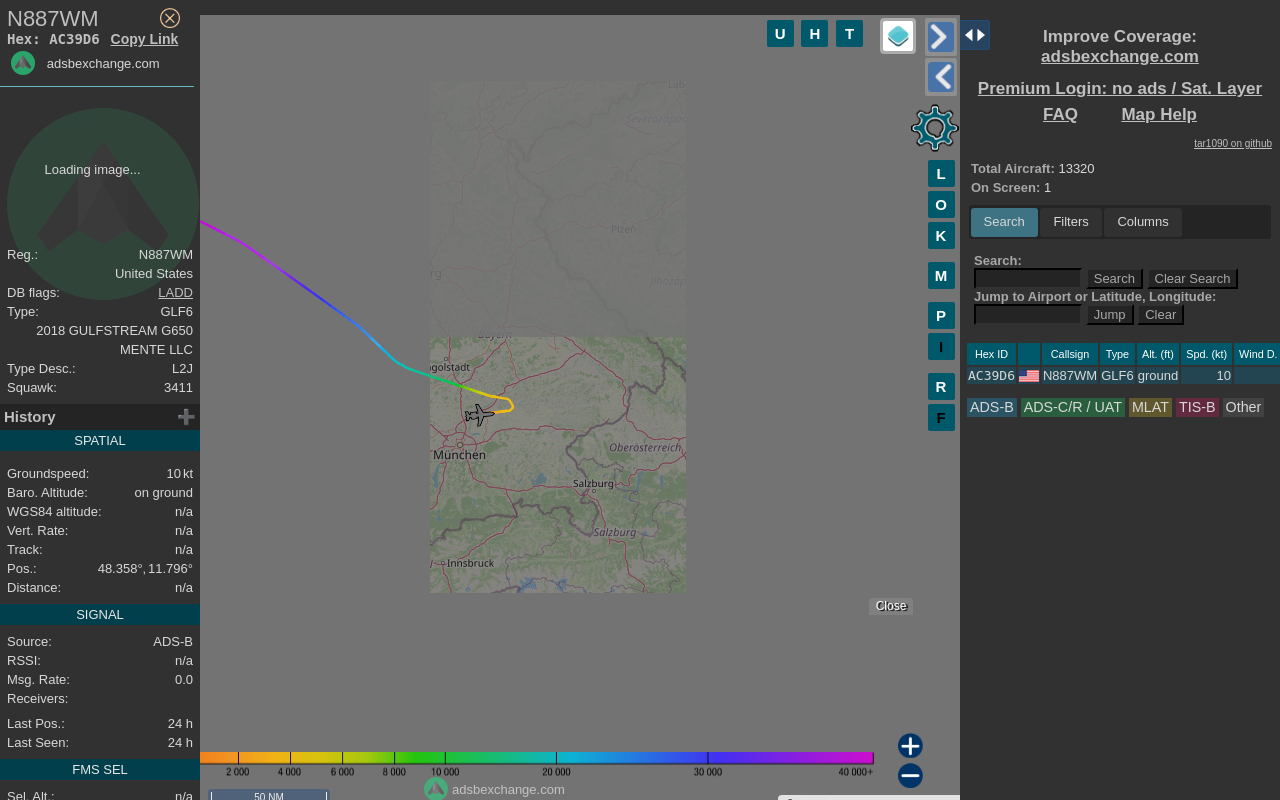 N887WM
Hex: AC39D6 Copy Link
adsbexchange.com
Loading image...
Reg.: N887WM
United States
DB flags: LADD
Type: GLF6
2018 GULFSTREAM G650
MENTE LLC
Type Desc.: L2J
Squawk: 3411
History
SPATIAL
Groundspeed: 10 kt
Baro. Altitude: on ground
WGS84 altitude: n/a
Vert. Rate: n/a
Track: n/a
Pos.: 48.358°, 11.796°
Distance: n/a
SIGNAL
Source: ADS-B
RSSI: n/a
Msg. Rate: 0.0
Receivers:
Last Pos.: 24 h
Last Seen: 24 h
FMS SEL
Sel. Alt.: n/a
U H T
L
O
K
M
P
I
R
F
Plzeň
golstadt
München
Oberösterreich
Salzburg
Salzburg
Innsbruck
Close
2 000 4 000 6 000 8 000 10 000 20 000 30 000 40 000+
50 NM
adsbexchange.com
Improve Coverage:
adsbexchange.com
Premium Login: no ads / Sat. Layer
FAQ Map Help
tar1090 on github
Total Aircraft: 13320
On Screen: 1
Search Filters Columns
Search:
Search Clear Search
Jump to Airport or Latitude, Longitude:
Jump Clear
Hex ID Callsign Type Alt. (ft) Spd. (kt) Wind D.
AC39D6 N887WM GLF6 ground 10
ADS-B ADS-C/R / UAT MLAT TIS-B Other